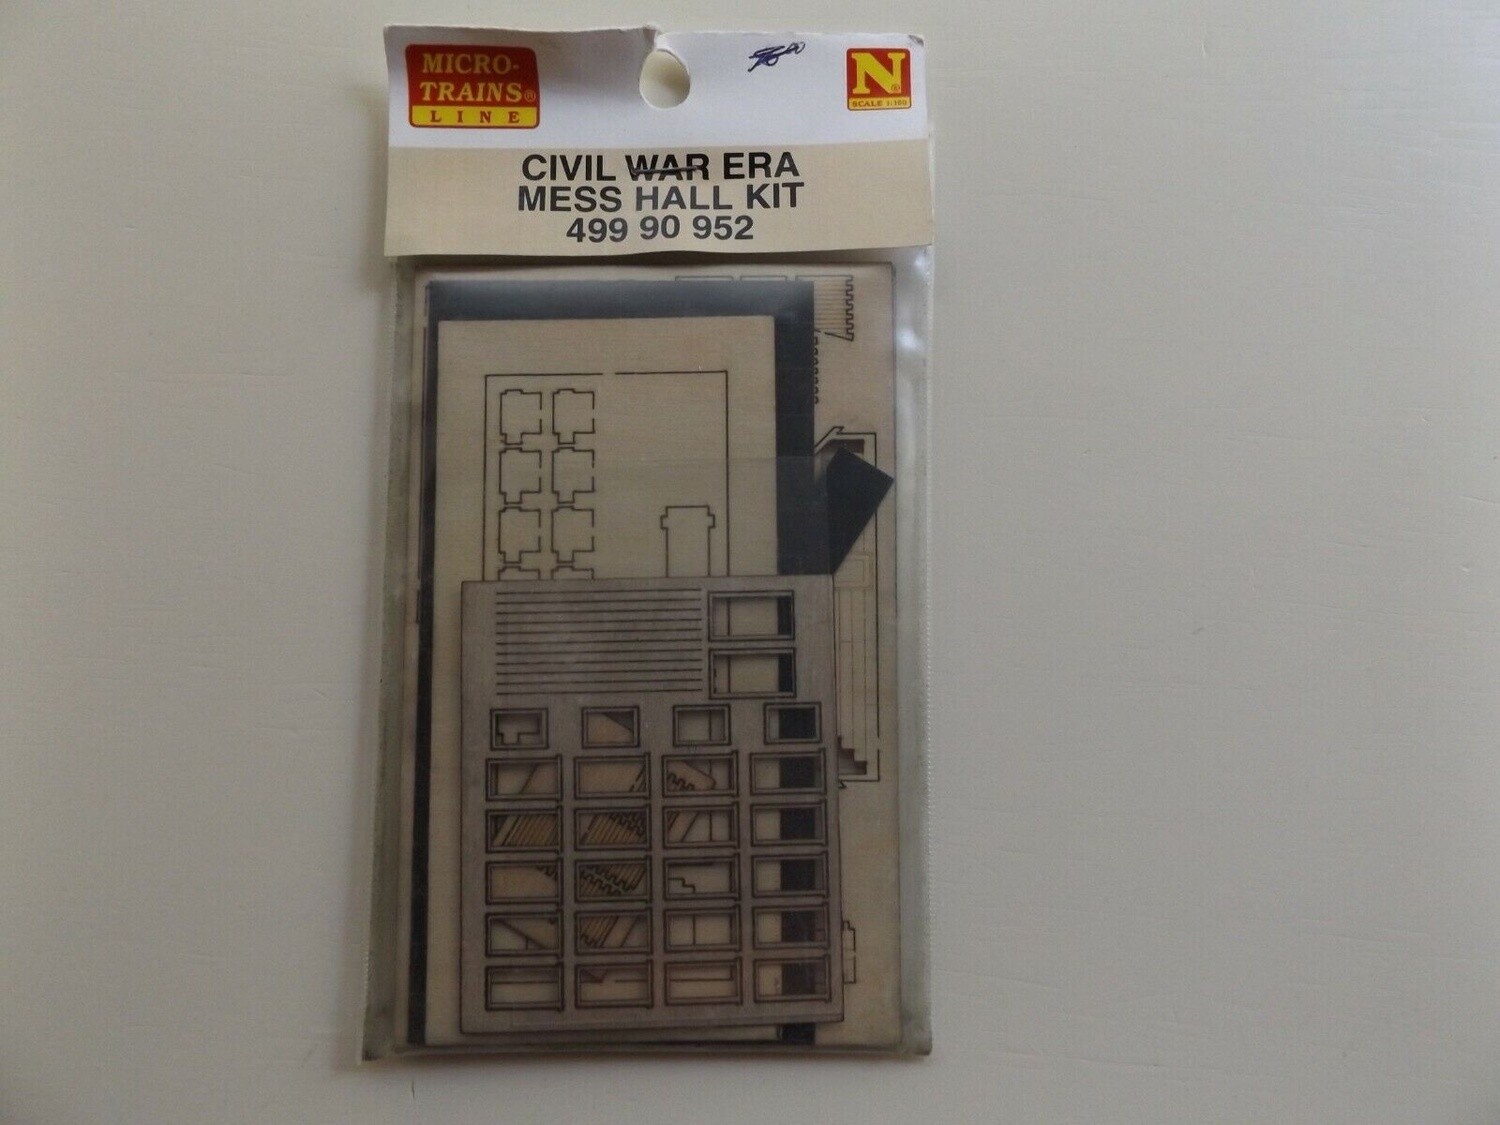 MICRO-
TRAINS®
LINE
N®
SCALE 1:160
CIVIL WAR ERA
MESS HALL KIT
499 90 952